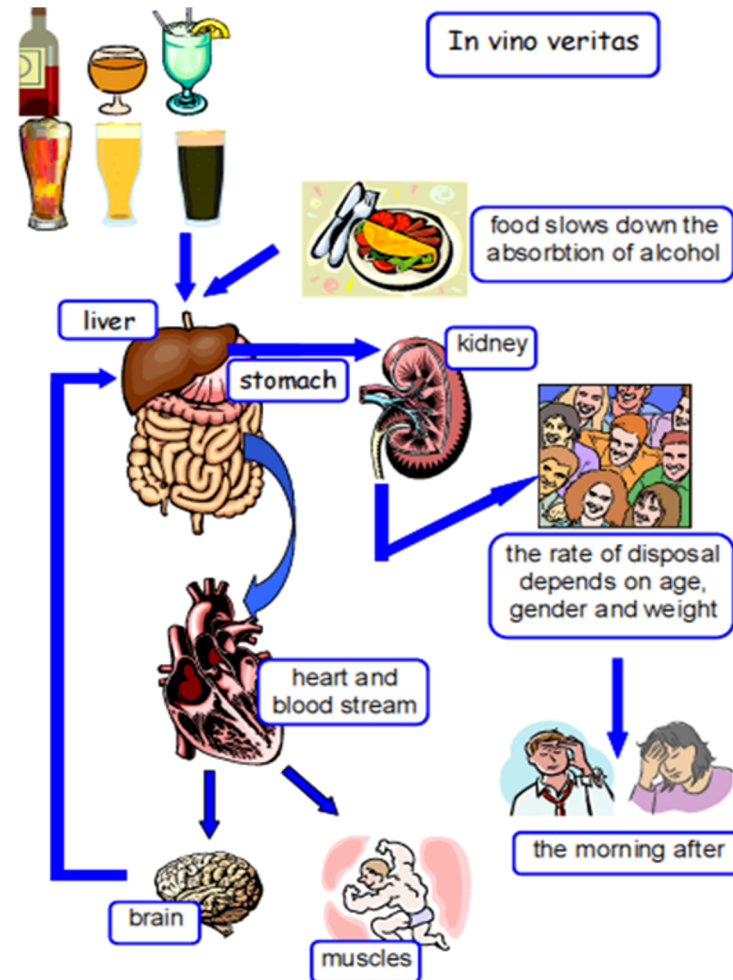 In vino veritas
food slows down the
absorbtion of alcohol
liver
stomach
kidney
the rate of disposal
depends on age,
gender and weight
heart and
blood stream
the morning after
brain
muscles